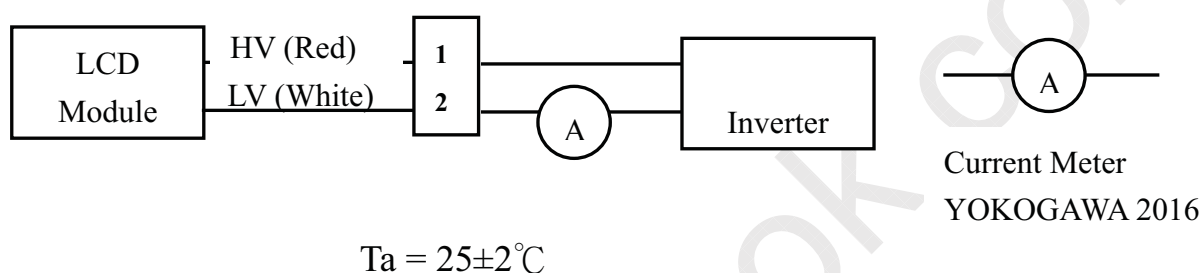 LCD
Module
HV (Red)
LV (White)
1
2
A
Inverter
A
Current Meter
YOKOGAWA 2016
Ta = 25±2℃